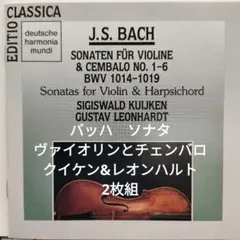 EDITIO CLASSICA
deutsche
harmonia
mundi
J.S. BACH
SONATEN FÜR VIOLINE
& CEMBALO NO. 1-6
BWV 1014-1019
Sonatas for Violin & Harpsichord
SIGISWALD KUIJKEN
GUSTAV LEONHARDT
バッハ　ソナタ
ヴァイオリンとチェンバロ
クイケン&レオンハルト
2枚組